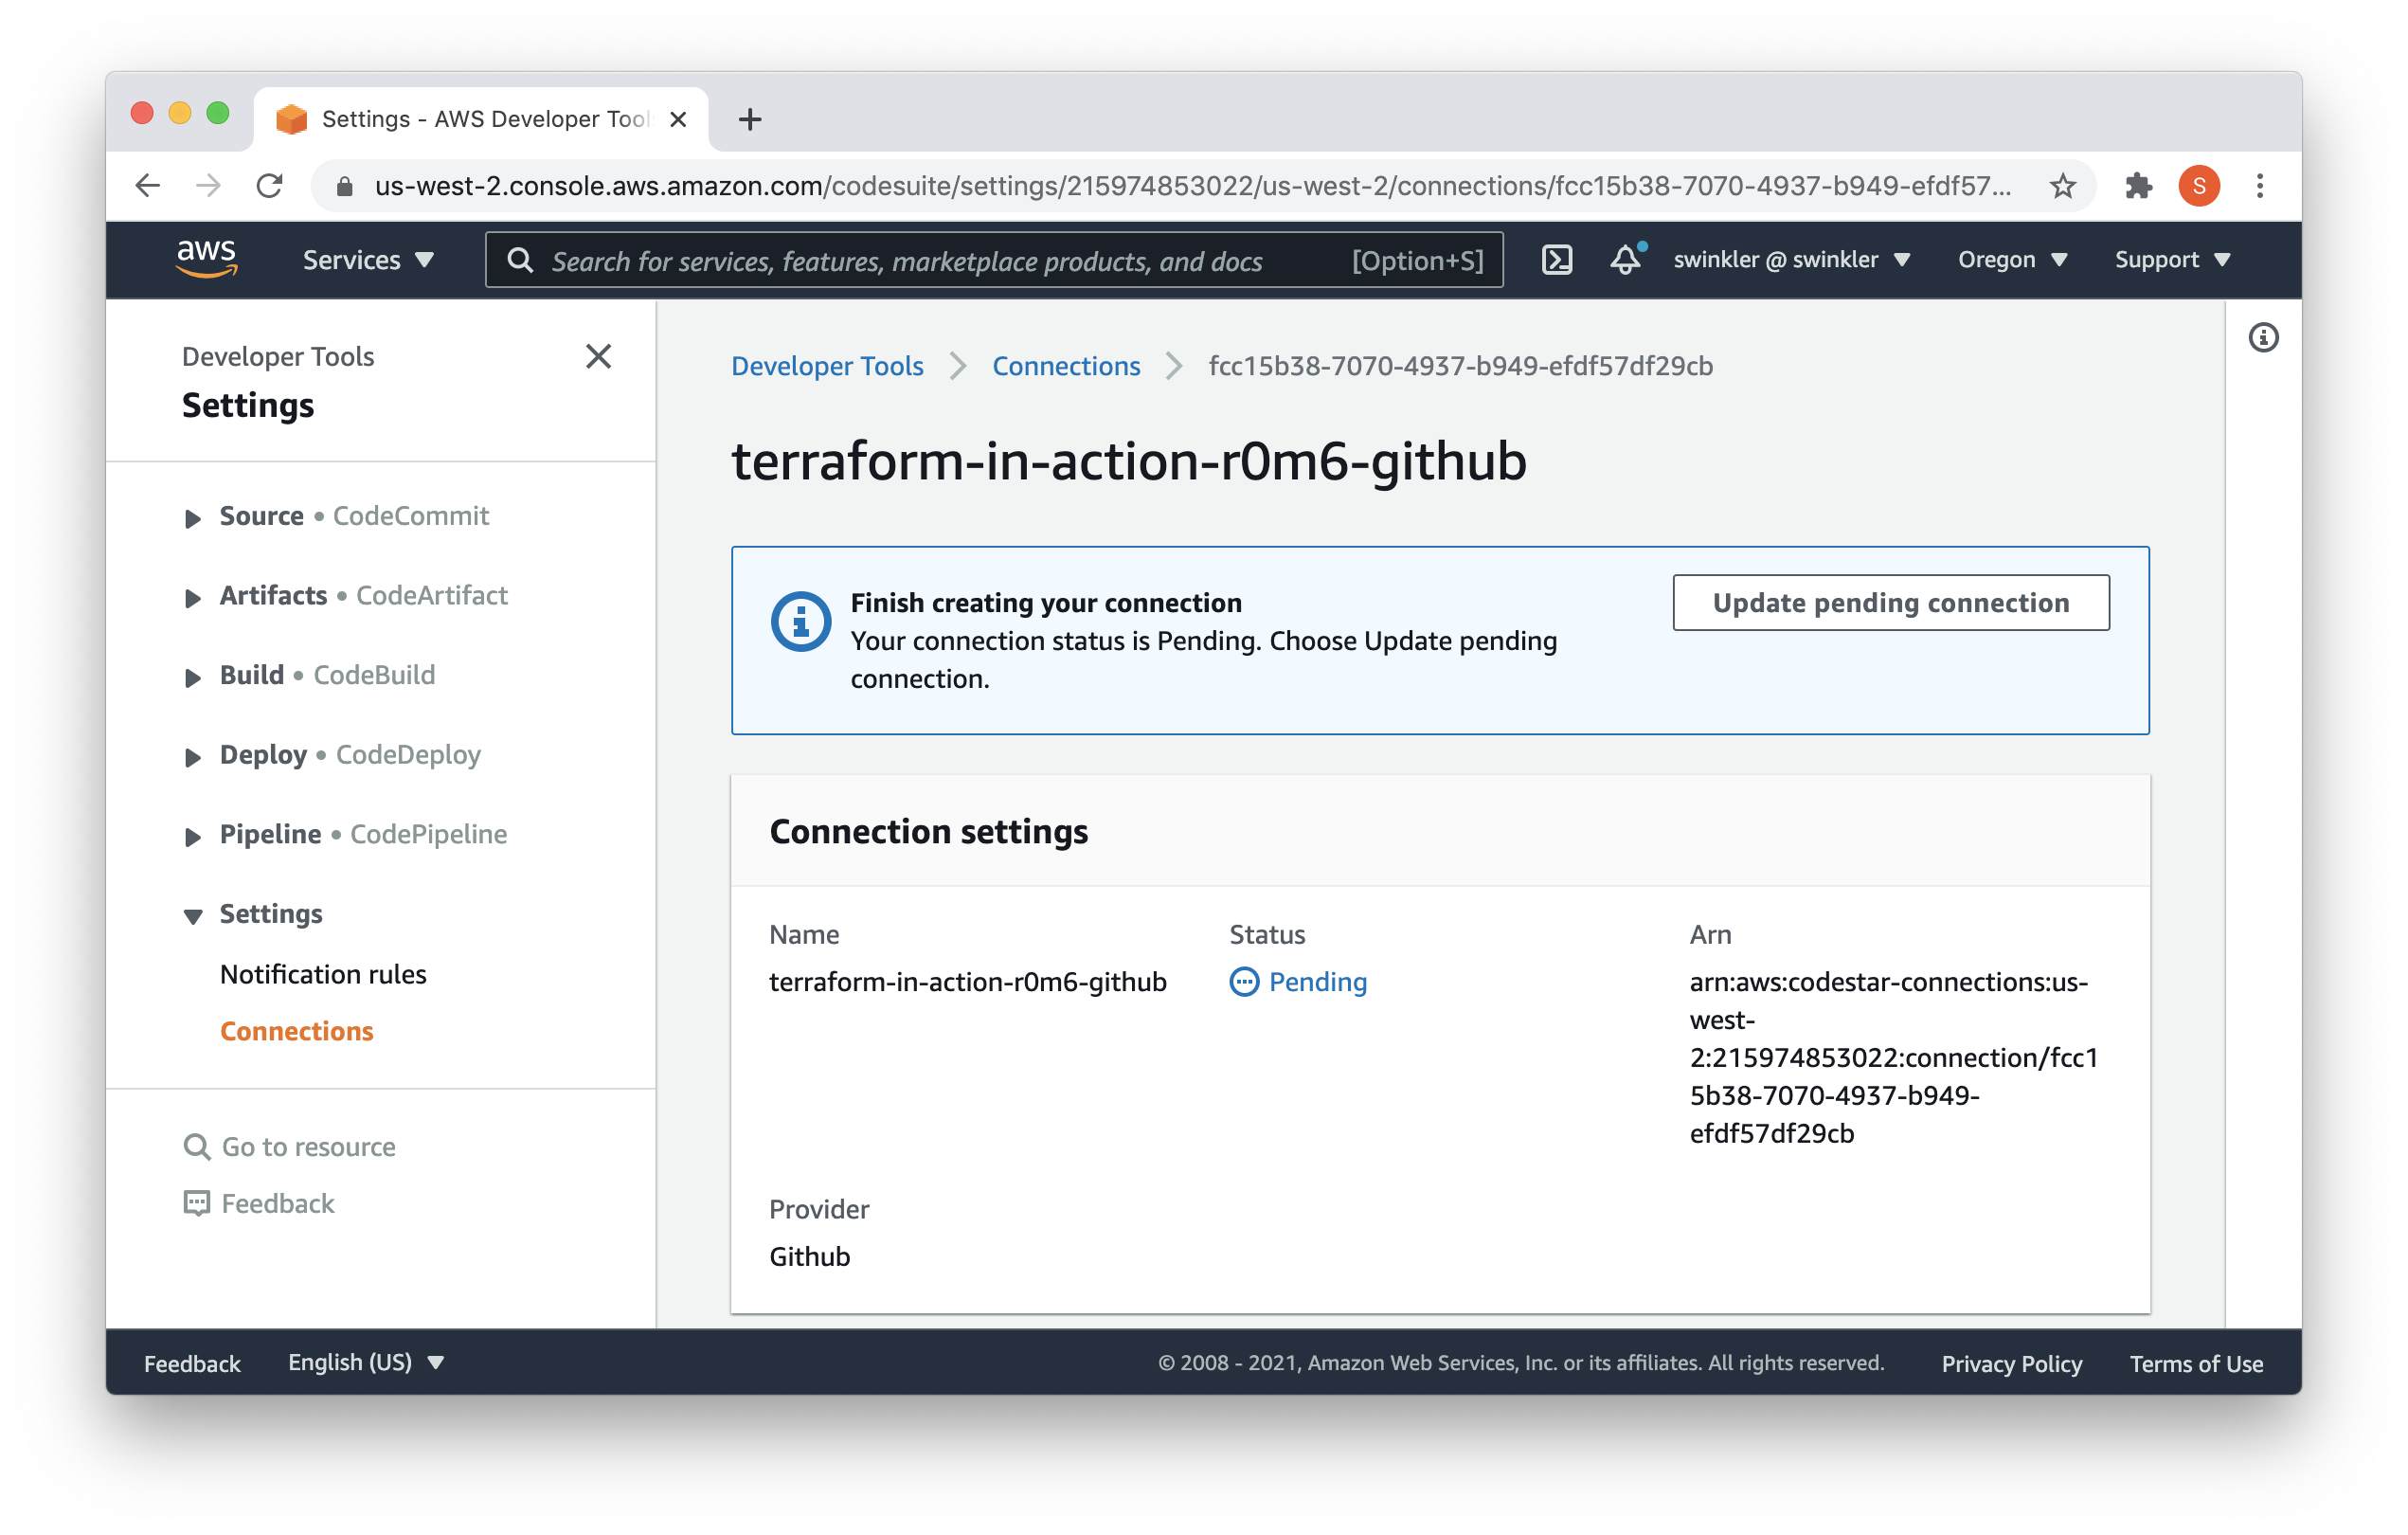 Settings - AWS Developer Tool
us-west-2.console.aws.amazon.com/codesuite/settings/215974853022/us-west-2/connections/fcc15b38-7070-4937-b949-efdf57...
S
aws
Services
Search for services, features, marketplace products, and docs
[Option+S]
swinkler @ swinkler
Oregon
Support
Developer Tools
Settings
Source • CodeCommit
Artifacts • CodeArtifact
Build • CodeBuild
Deploy • CodeDeploy
Pipeline • CodePipeline
Settings
Notification rules
Connections
Go to resource
Feedback
Developer Tools
Connections
fcc15b38-7070-4937-b949-efdf57df29cb
terraform-in-action-r0m6-github
Finish creating your connection
Your connection status is Pending. Choose Update pending
connection.
Update pending connection
Connection settings
Name
terraform-in-action-r0m6-github
Status
Pending
Arn
arn:aws:codestar-connections:us-
west-
2:215974853022:connection/fcc1
5b38-7070-4937-b949-
efdf57df29cb
Provider
Github
Feedback
English (US)
© 2008 - 2021, Amazon Web Services, Inc. or its affiliates. All rights reserved.
Privacy Policy
Terms of Use